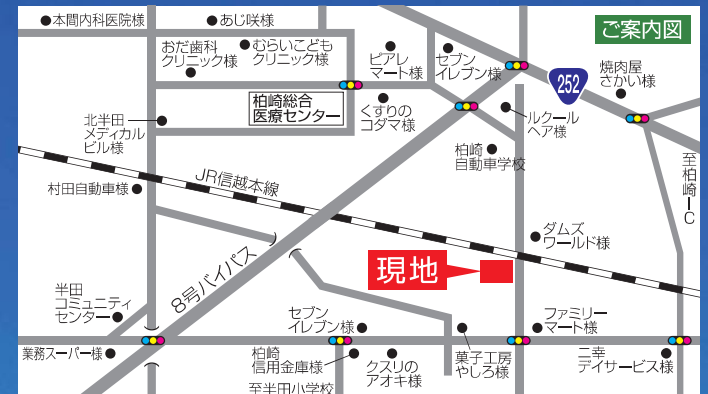 本間内科医院様
あじ咲様
ご案内図
おだ歯科
クリニック様
むらいこども
クリニック様
ピアレ
マート様
セブン
イレブン様
焼肉屋
さかい様
252
柏崎総合
医療センター
くすりの
コダマ様
ルクール
ヘア様
北半田
メディカル
ビル様
柏崎
自動車学校
至柏崎IC
JR信越本線
村田自動車様
ダムズ
ワールド様
現地
8号バイパス
半田
コミュニティ
センター
セブン
イレブン様
ファミリー
マート様
業務スーパー様
柏崎
信用金庫様
クスリの
アオキ様
菓子工房
やしろ様
二幸
デイサービス様
至半田小学校